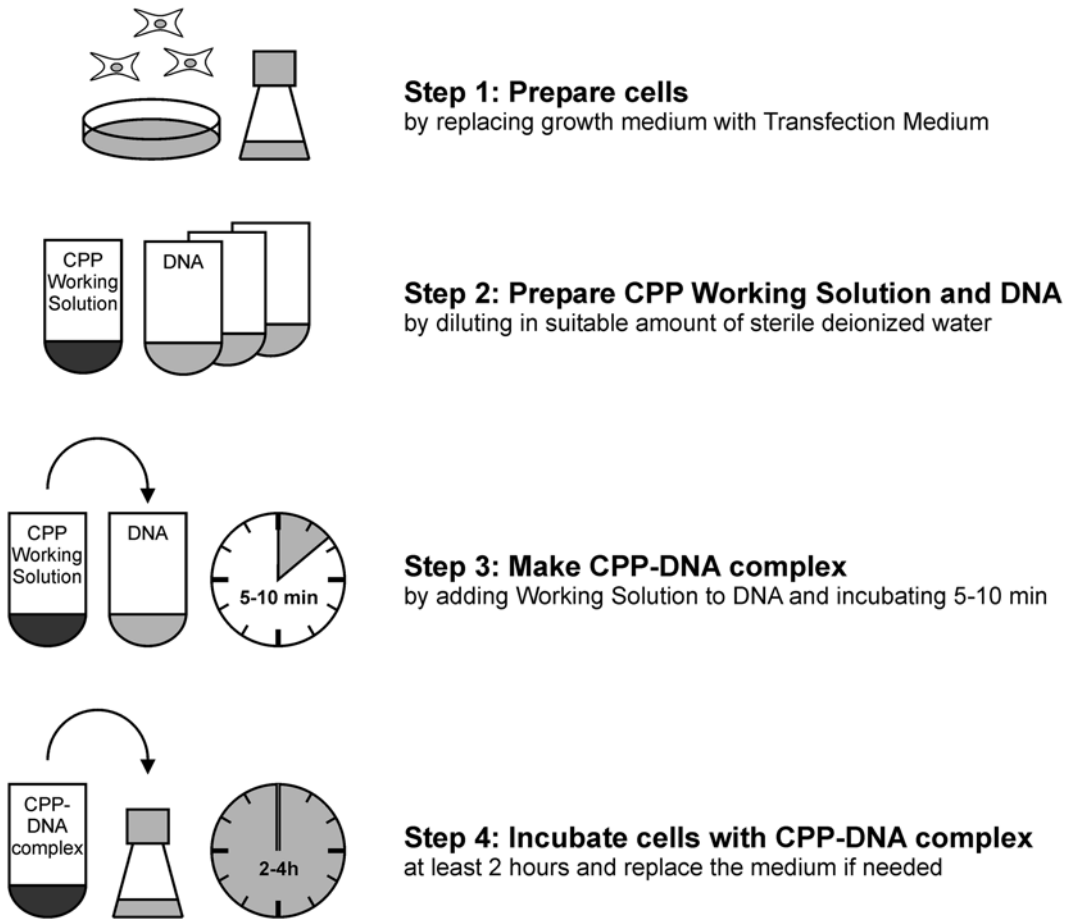 Step 1: Prepare cells
by replacing growth medium with Transfection Medium
CPP
Working
Solution
DNA
Step 2: Prepare CPP Working Solution and DNA
by diluting in suitable amount of sterile deionized water
CPP
Working
Solution
DNA
5-10 min
Step 3: Make CPP-DNA complex
by adding Working Solution to DNA and incubating 5-10 min
CPP-
DNA
complex
2-4h
Step 4: Incubate cells with CPP-DNA complex
at least 2 hours and replace the medium if needed